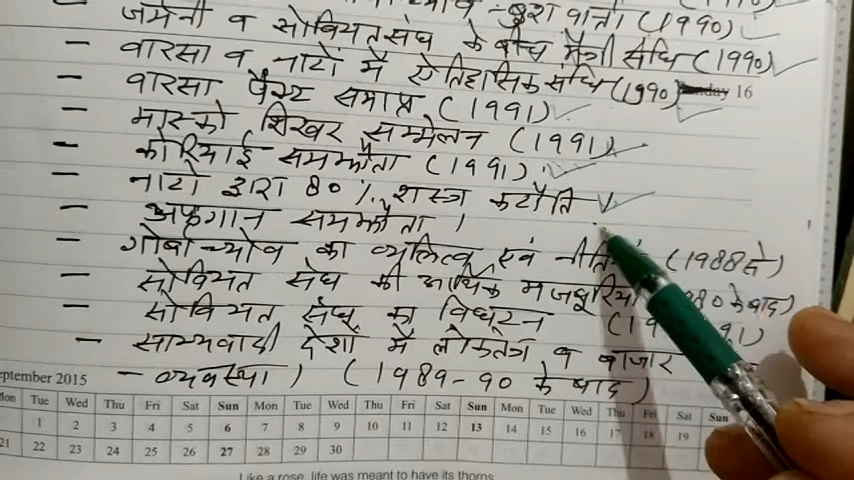 (1990)
- जर्मनी व सोवियत संघ के बीच मैत्री संधि (1990)
- वारसा व नाटो में ऐतिहासिक संधि (1990)
16
- वारसा पैक्ट समाप्त (1991)
- मास्को शिखर सम्मेलन (1991)
- कोरियाई समझौता (1991)
- नाटो द्वारा 80% शस्त्र कटौति
- अफगान समझौता ।
- गोर्बाच्योव का व्यक्तित्व एवं (1988 से)
- सोवियत संघ की आर्थिक मजबूरिया 1980 के बाद)
- सोवियत संघ का विघटन
- साम्यवादी देशों में लोकतंत्र व बाजार
- व्यवस्था । (1989-90 के बाद)
eptember 2015
Mon Tue Wed Thu Fri Sat Sun Mon Tue Wed Thu Fri Sat Sun Mon Tue Wed Thu Fri Sat Sun
1 2 3 4 5 6 7 8 9 10 11 12 13 14 15 16 17 18 19
21 22 23 24 25 26 27 28 29 30
Like a rose, life was meant to have its thorns